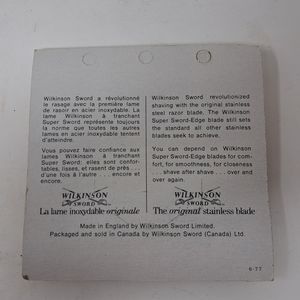 Wilkinson Sword a révolutionné
le rasage avec la première lame
de rasoir en acier inoxydable. La
lame Wilkinson à tranchant
Super Sword représente toujours
la norme que toutes les autres
lames en acier inoxydable tentent
d'atteindre.
Vous pouvez faire confiance aux
lames Wilkinson à tranchant
Super-Sword: elles sont confor-
tables, lisses, et rasent de près ...
d'une fois à l'autre ... encore et
encore.
WILKINSON
SWORD
La lame inoxydable originale
Wilkinson Sword revolutionized
shaving with the original stainless
steel razor blade. The Wilkinson
Super Sword-Edge blade still sets
the standard all other stainless
blades seek to achieve.
You can depend on Wilkinson
Super Sword-Edge blades for com-
fort, for smoothness, for closeness
... shave after shave ... over and
over again.
WILKINSON
SWORD
The original stainless blade
Made in England by Wilkinson Sword Limited.
Packaged and sold in Canada by Wilkinson Sword (Canada) Ltd.
6-77